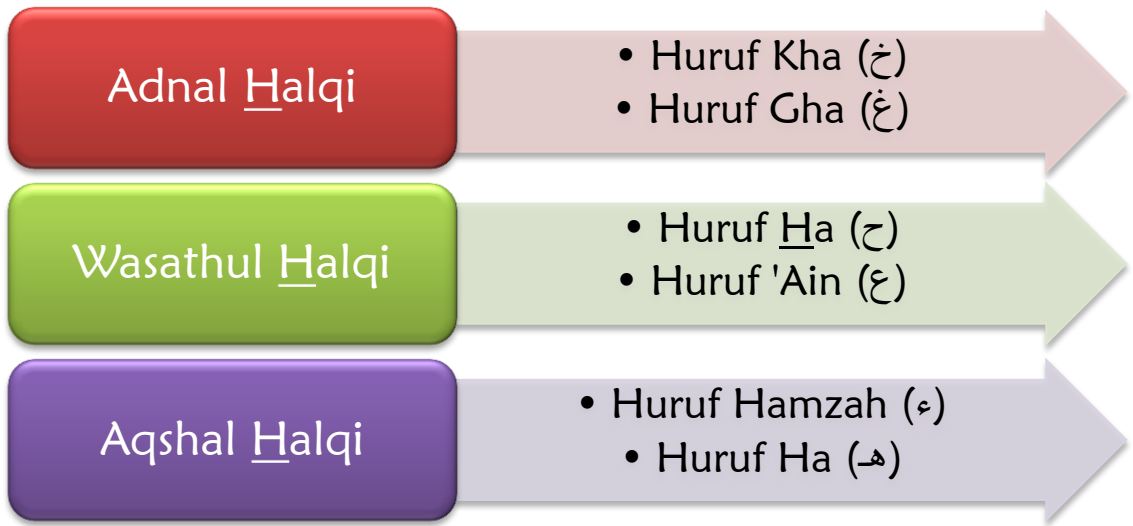 Adnal Halqi
• Huruf Kha (خ)
• Huruf Gha (غ)
Wasathul Halqi
• Huruf Ha (ح)
• Huruf 'Ain (ع)
Aqshal Halqi
• Huruf Hamzah (ء)
• Huruf Ha (هـ)